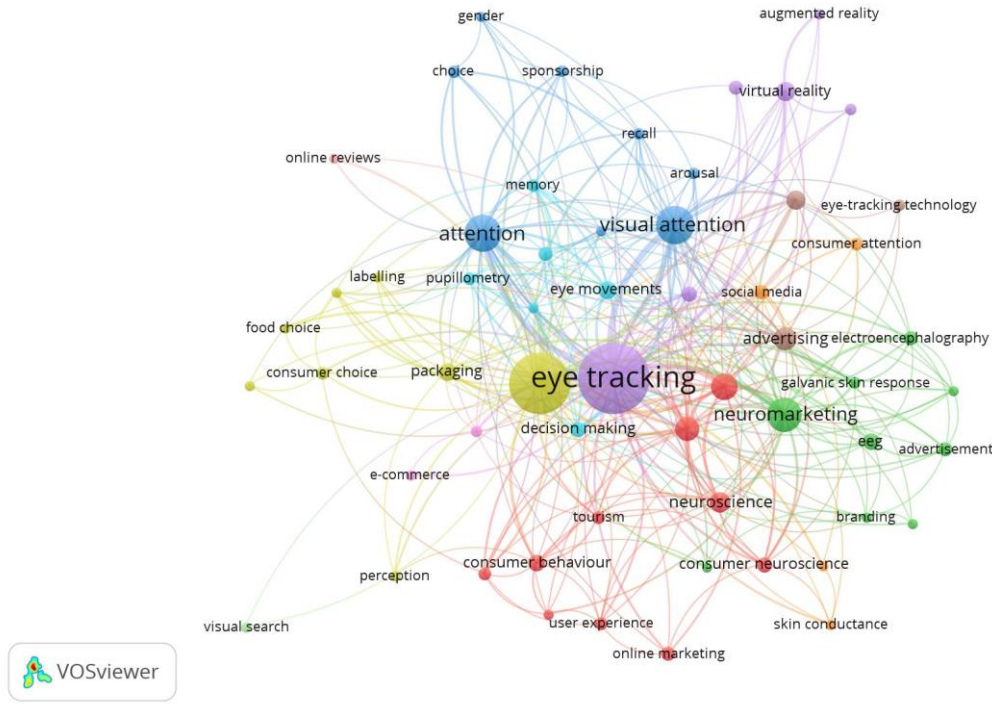 augmented reality
gender
choice
sponsorship
virtual reality
recall
online reviews
arousal
memory
eye-tracking technology
attention
visual attention
consumer attention
labelling
pupillometry
eye movements
social media
food choice
advertising
electroencephalography
consumer choice
packaging
eye tracking
galvanic skin response
neuromarketing
decision making
eeg
advertisement
e-commerce
neuroscience
tourism
branding
consumer behaviour
consumer neuroscience
perception
visual search
user experience
skin conductance
online marketing
VOSviewer